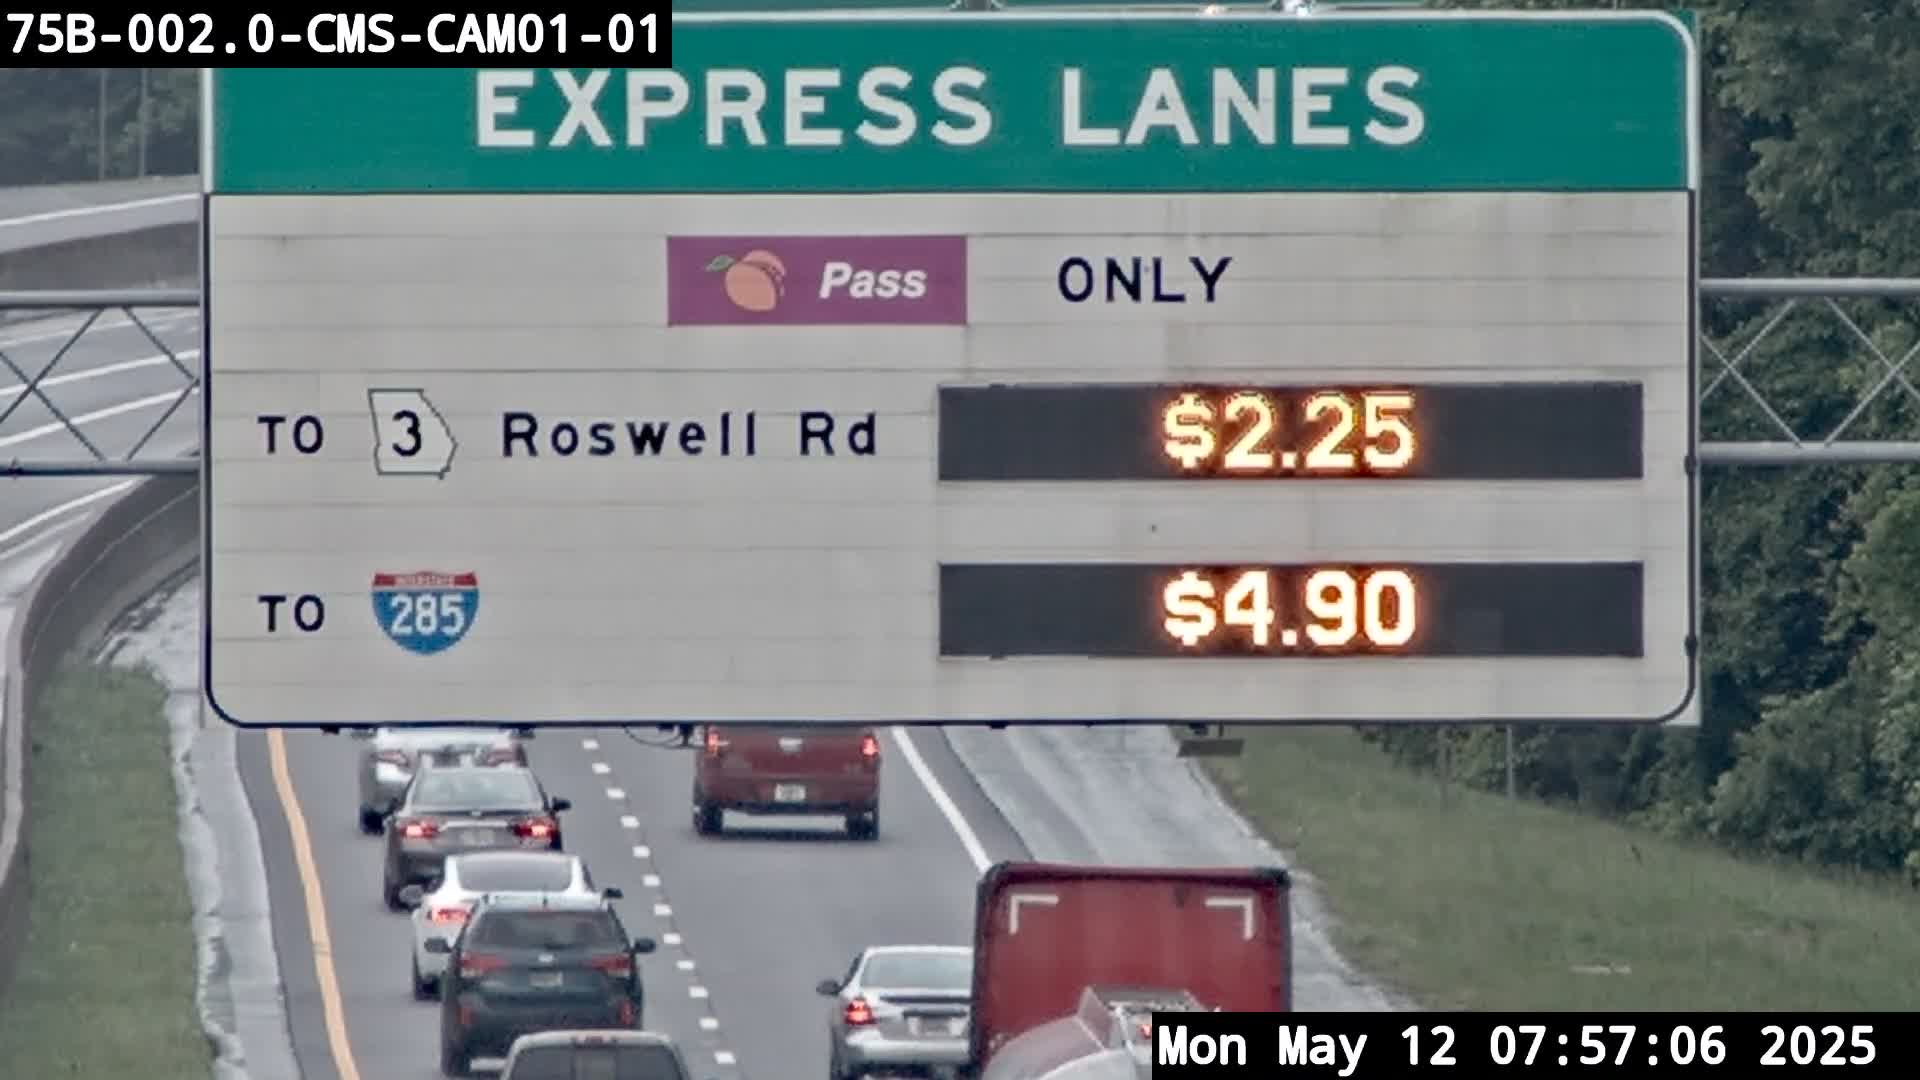 75B-002.0-CMS-CAM01-01
EXPRESS LANES
Pass ONLY
TO 3 Roswell Rd $2.25
INTERSTATE
TO 285 $4.90
Mon May 12 07:57:06 2025